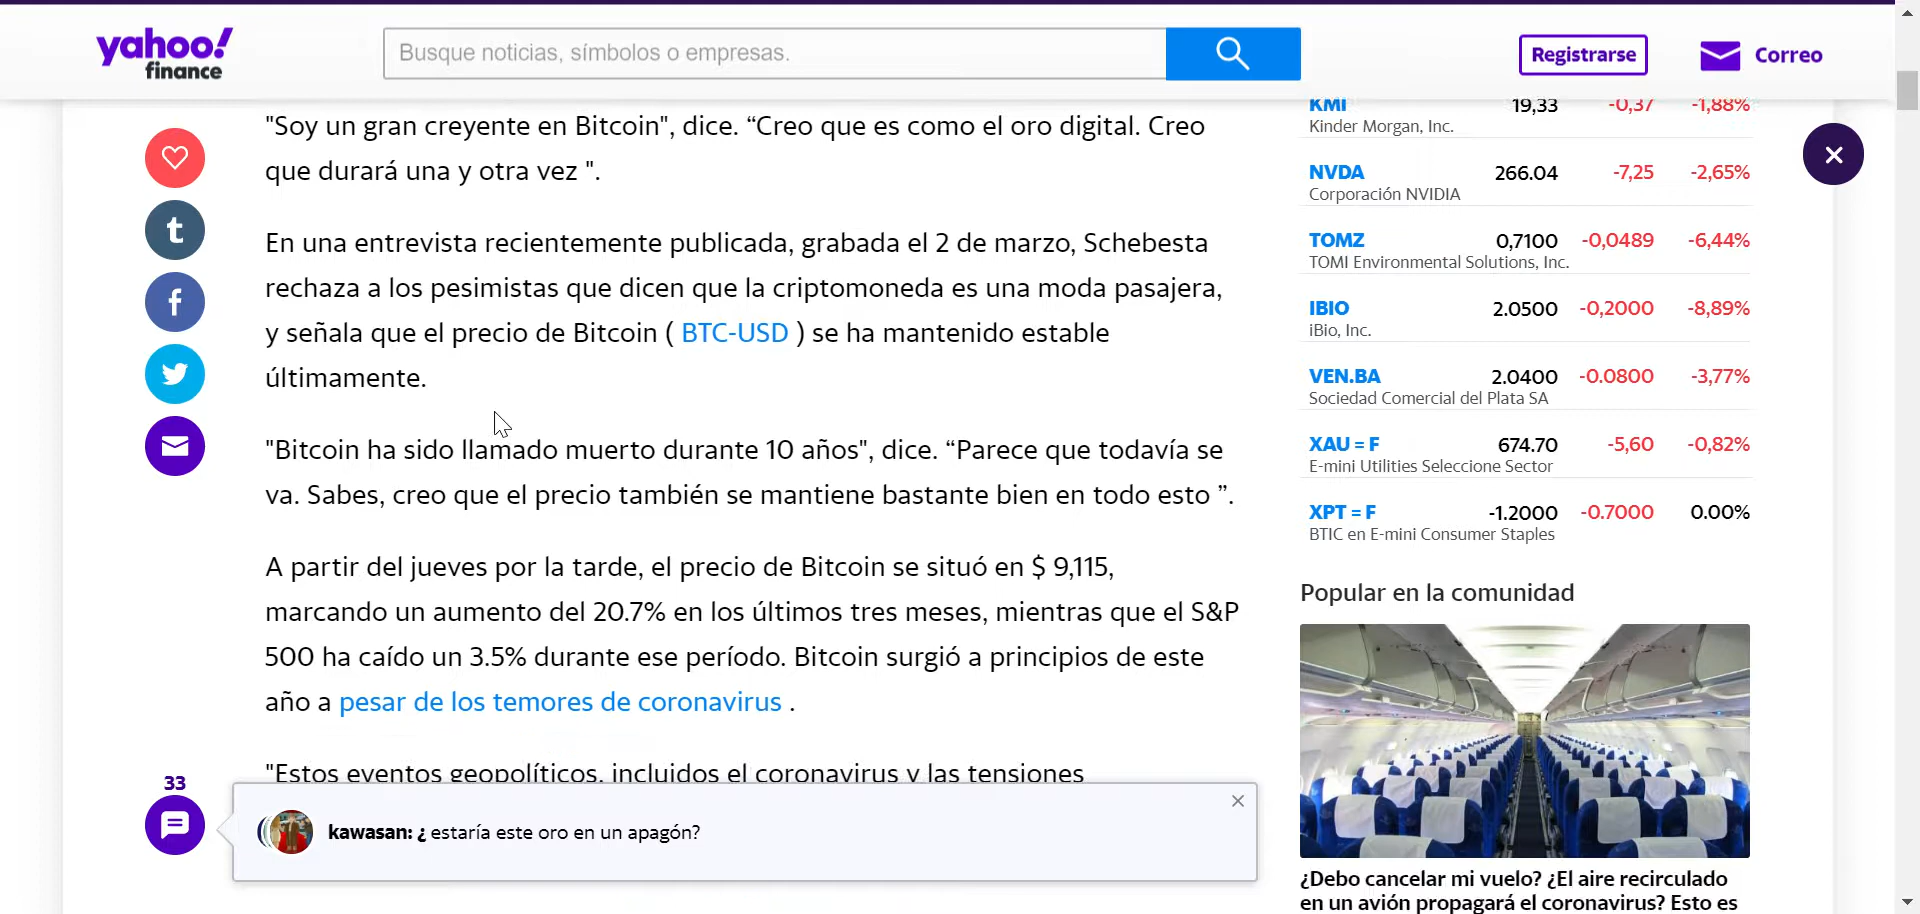 yahoo!
finance
Busque noticias, símbolos o empresas.
Registrarse
Correo
"Soy un gran creyente en Bitcoin", dice. “Creo que es como el oro digital. Creo
que durará una y otra vez ".
En una entrevista recientemente publicada, grabada el 2 de marzo, Schebesta
rechaza a los pesimistas que dicen que la criptomoneda es una moda pasajera,
y señala que el precio de Bitcoin ( BTC-USD ) se ha mantenido estable
últimamente.
"Bitcoin ha sido llamado muerto durante 10 años", dice. “Parece que todavía se
va. Sabes, creo que el precio también se mantiene bastante bien en todo esto ”.
A partir del jueves por la tarde, el precio de Bitcoin se situó en $ 9,115,
marcando un aumento del 20.7% en los últimos tres meses, mientras que el S&P
500 ha caído un 3.5% durante ese período. Bitcoin surgió a principios de este
año a pesar de los temores de coronavirus .
"Estos eventos geopolíticos, incluidos el coronavirus y las tensiones
33
kawasan: ¿ estaría este oro en un apagón?
KMI 19,33 -0,37 -1,88%
Kinder Morgan, Inc.
NVDA 266.04 -7,25 -2,65%
Corporación NVIDIA
TOMZ 0,7100 -0,0489 -6,44%
TOMI Environmental Solutions, Inc.
IBIO 2.0500 -0,2000 -8,89%
iBio, Inc.
VEN.BA 2.0400 -0.0800 -3,77%
Sociedad Comercial del Plata SA
XAU = F 674.70 -5,60 -0,82%
E-mini Utilities Seleccione Sector
XPT = F -1.2000 -0.7000 0.00%
BTIC en E-mini Consumer Staples
Popular en la comunidad
¿Debo cancelar mi vuelo? ¿El aire recirculado
en un avión propagará el coronavirus? Esto es